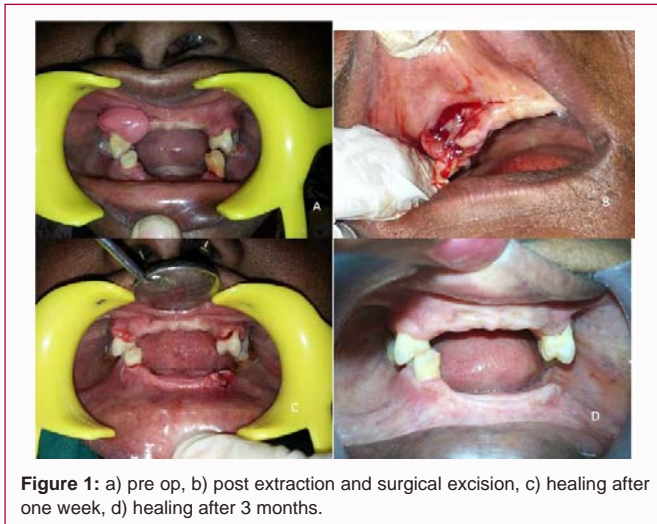 A
B
C
D
Figure 1: a) pre op, b) post extraction and surgical excision, c) healing after
one week, d) healing after 3 months.